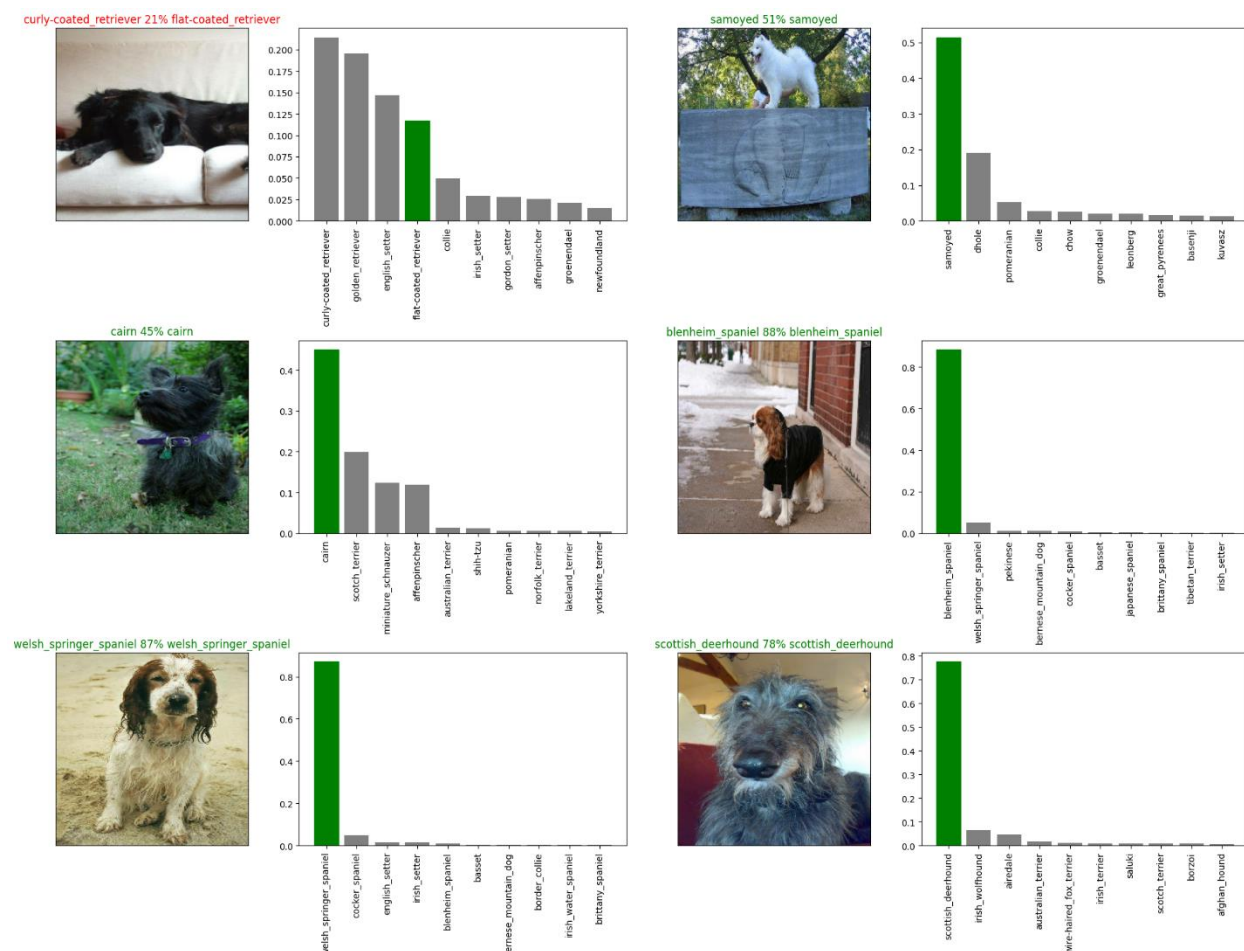 curly-coated_retriever 21% flat-coated_retriever
0.200
0.175
0.150
0.125
0.100
0.075
0.050
0.025
0.000
curly-coated_retriever
golden_retriever
english_setter
flat-coated_retriever
collie
irish_setter
gordon_setter
affenpinscher
groenendael
newfoundland
samoyed 51% samoyed
0.5
0.4
0.3
0.2
0.1
0.0
samoyed
dhole
pomeranian
collie
chow
groenendael
leonberg
great_pyrenees
basenji
kuvasz
cairn 45% cairn
0.4
0.3
0.2
0.1
0.0
cairn
scotch_terrier
miniature_schnauzer
affenpinscher
australian_terrier
shih-tzu
pomeranian
norfolk_terrier
lakeland_terrier
yorkshire_terrier
blenheim_spaniel 88% blenheim_spaniel
0.8
0.6
0.4
0.2
0.0
blenheim_spaniel
welsh_springer_spaniel
pekinese
bernese_mountain_dog
cocker_spaniel
basset
japanese_spaniel
brittany_spaniel
tibetan_terrier
irish_setter
welsh_springer_spaniel 87% welsh_springer_spaniel
0.8
0.6
0.4
0.2
0.0
welsh_springer_spaniel
cocker_spaniel
english_setter
irish_setter
blenheim_spaniel
basset
bernese_mountain_dog
border_collie
irish_water_spaniel
brittany_spaniel
scottish_deerhound 78% scottish_deerhound
0.8
0.7
0.6
0.5
0.4
0.3
0.2
0.1
0.0
scottish_deerhound
irish_wolfhound
airedale
australian_terrier
wire-haired_fox_terrier
irish_terrier
saluki
scotch_terrier
borzoi
afghan_hound